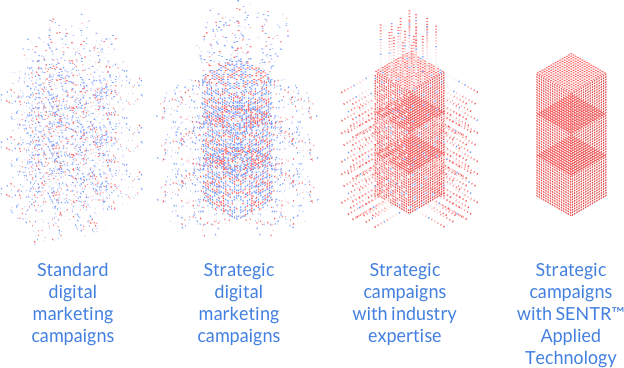 Standard
digital
marketing
campaigns
Strategic
digital
marketing
campaigns
Strategic
campaigns
with industry
expertise
Strategic
campaigns
with SENTR™
Applied
Technology